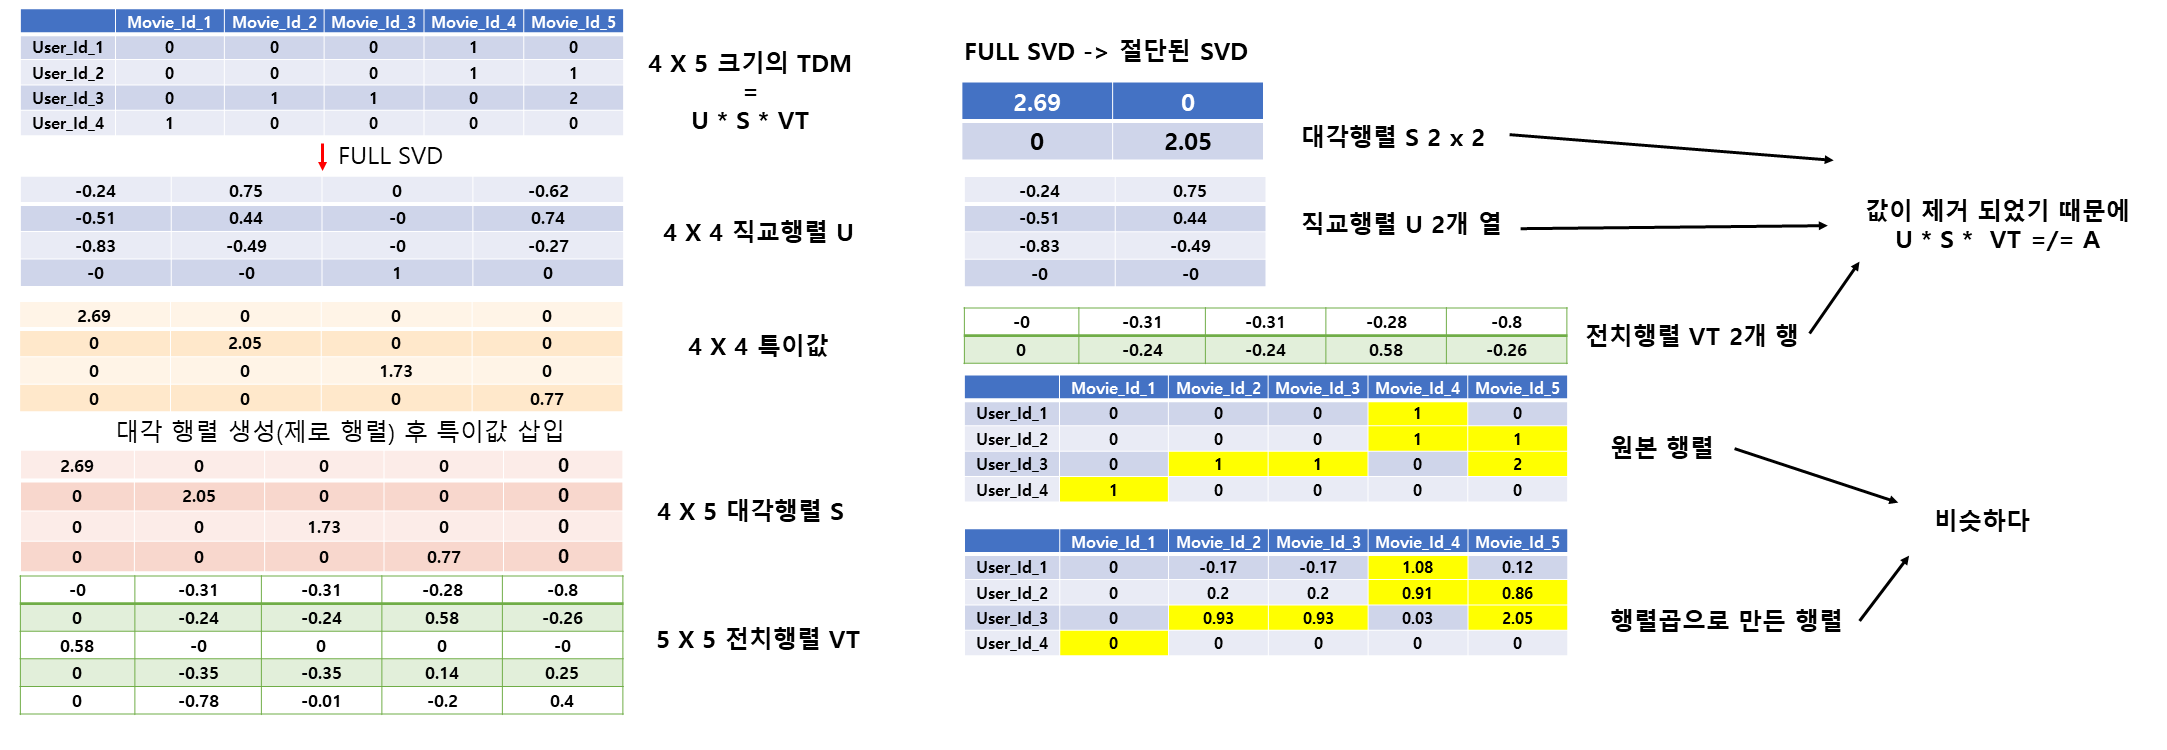 Movie_Id_1 Movie_Id_2 Movie_Id_3 Movie_Id_4 Movie_Id_5
User_Id_1 0 0 0 1 0
User_Id_2 0 0 0 1 1
User_Id_3 0 1 1 0 2
User_Id_4 1 0 0 0 0
4 X 5 크기의 TDM
=
U * S * VT
FULL SVD
-0.24 0.75 0 -0.62
-0.51 0.44 -0 0.74
-0.83 -0.49 -0 -0.27
-0 -0 1 0
4 X 4 직교행렬 U
2.69 0 0 0
0 2.05 0 0
0 0 1.73 0
0 0 0 0.77
4 X 4 특이값
대각 행렬 생성(제로 행렬) 후 특이값 삽입
2.69 0 0 0 0
0 2.05 0 0 0
0 0 1.73 0 0
0 0 0 0.77 0
4 X 5 대각행렬 S
-0 -0.31 -0.31 -0.28 -0.8
0 -0.24 -0.24 0.58 -0.26
0.58 -0 0 0 -0
0 -0.35 -0.35 0.14 0.25
0 -0.78 -0.01 -0.2 0.4
5 X 5 전치행렬 VT
FULL SVD -> 절단된 SVD
2.69 0
0 2.05
대각행렬 S 2 x 2
-0.24 0.75
-0.51 0.44
-0.83 -0.49
-0 -0
직교행렬 U 2개 열
-0 -0.31 -0.31 -0.28 -0.8
0 -0.24 -0.24 0.58 -0.26
전치행렬 VT 2개 행
값이 제거 되었기 때문에
U * S * VT =/= A
Movie_Id_1 Movie_Id_2 Movie_Id_3 Movie_Id_4 Movie_Id_5
User_Id_1 0 0 0 1 0
User_Id_2 0 0 0 1 1
User_Id_3 0 1 1 0 2
User_Id_4 1 0 0 0 0
원본 행렬
Movie_Id_1 Movie_Id_2 Movie_Id_3 Movie_Id_4 Movie_Id_5
User_Id_1 0 -0.17 -0.17 1.08 0.12
User_Id_2 0 0.2 0.2 0.91 0.86
User_Id_3 0 0.93 0.93 0.03 2.05
User_Id_4 0 0 0 0 0
행렬곱으로 만든 행렬
비슷하다